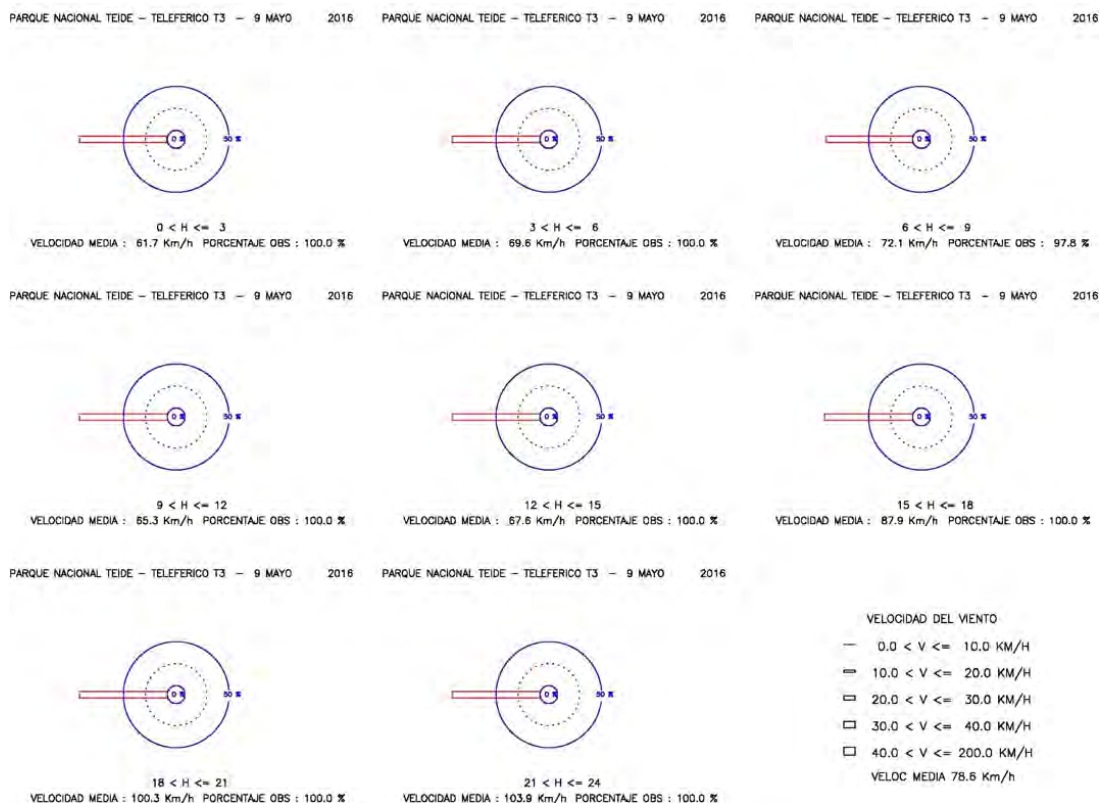 PARQUE NACIONAL TEIDE – TELEFERICO T3 – 9 MAYO 2016
0 %
50 %
0 < H <= 3
VELOCIDAD MEDIA : 61.7 Km/h PORCENTAJE OBS : 100.0 %
PARQUE NACIONAL TEIDE – TELEFERICO T3 – 9 MAYO 2016
0 %
50 %
3 < H <= 6
VELOCIDAD MEDIA : 69.6 Km/h PORCENTAJE OBS : 100.0 %
PARQUE NACIONAL TEIDE – TELEFERICO T3 – 9 MAYO 2016
0 %
50 %
6 < H <= 9
VELOCIDAD MEDIA : 72.1 Km/h PORCENTAJE OBS : 97.8 %
PARQUE NACIONAL TEIDE – TELEFERICO T3 – 9 MAYO 2016
0 %
50 %
9 < H <= 12
VELOCIDAD MEDIA : 65.3 Km/h PORCENTAJE OBS : 100.0 %
PARQUE NACIONAL TEIDE – TELEFERICO T3 – 9 MAYO 2016
0 %
50 %
12 < H <= 15
VELOCIDAD MEDIA : 67.6 Km/h PORCENTAJE OBS : 100.0 %
PARQUE NACIONAL TEIDE – TELEFERICO T3 – 9 MAYO 2016
0 %
50 %
15 < H <= 18
VELOCIDAD MEDIA : 87.9 Km/h PORCENTAJE OBS : 100.0 %
PARQUE NACIONAL TEIDE – TELEFERICO T3 – 9 MAYO 2016
0 %
50 %
18 < H <= 21
VELOCIDAD MEDIA : 100.3 Km/h PORCENTAJE OBS : 100.0 %
PARQUE NACIONAL TEIDE – TELEFERICO T3 – 9 MAYO 2016
0 %
50 %
21 < H <= 24
VELOCIDAD MEDIA : 103.9 Km/h PORCENTAJE OBS : 100.0 %
VELOCIDAD DEL VIENTO
0.0 < V <= 10.0 KM/H
10.0 < V <= 20.0 KM/H
20.0 < V <= 30.0 KM/H
30.0 < V <= 40.0 KM/H
40.0 < V <= 200.0 KM/H
VELOC MEDIA 78.6 Km/h